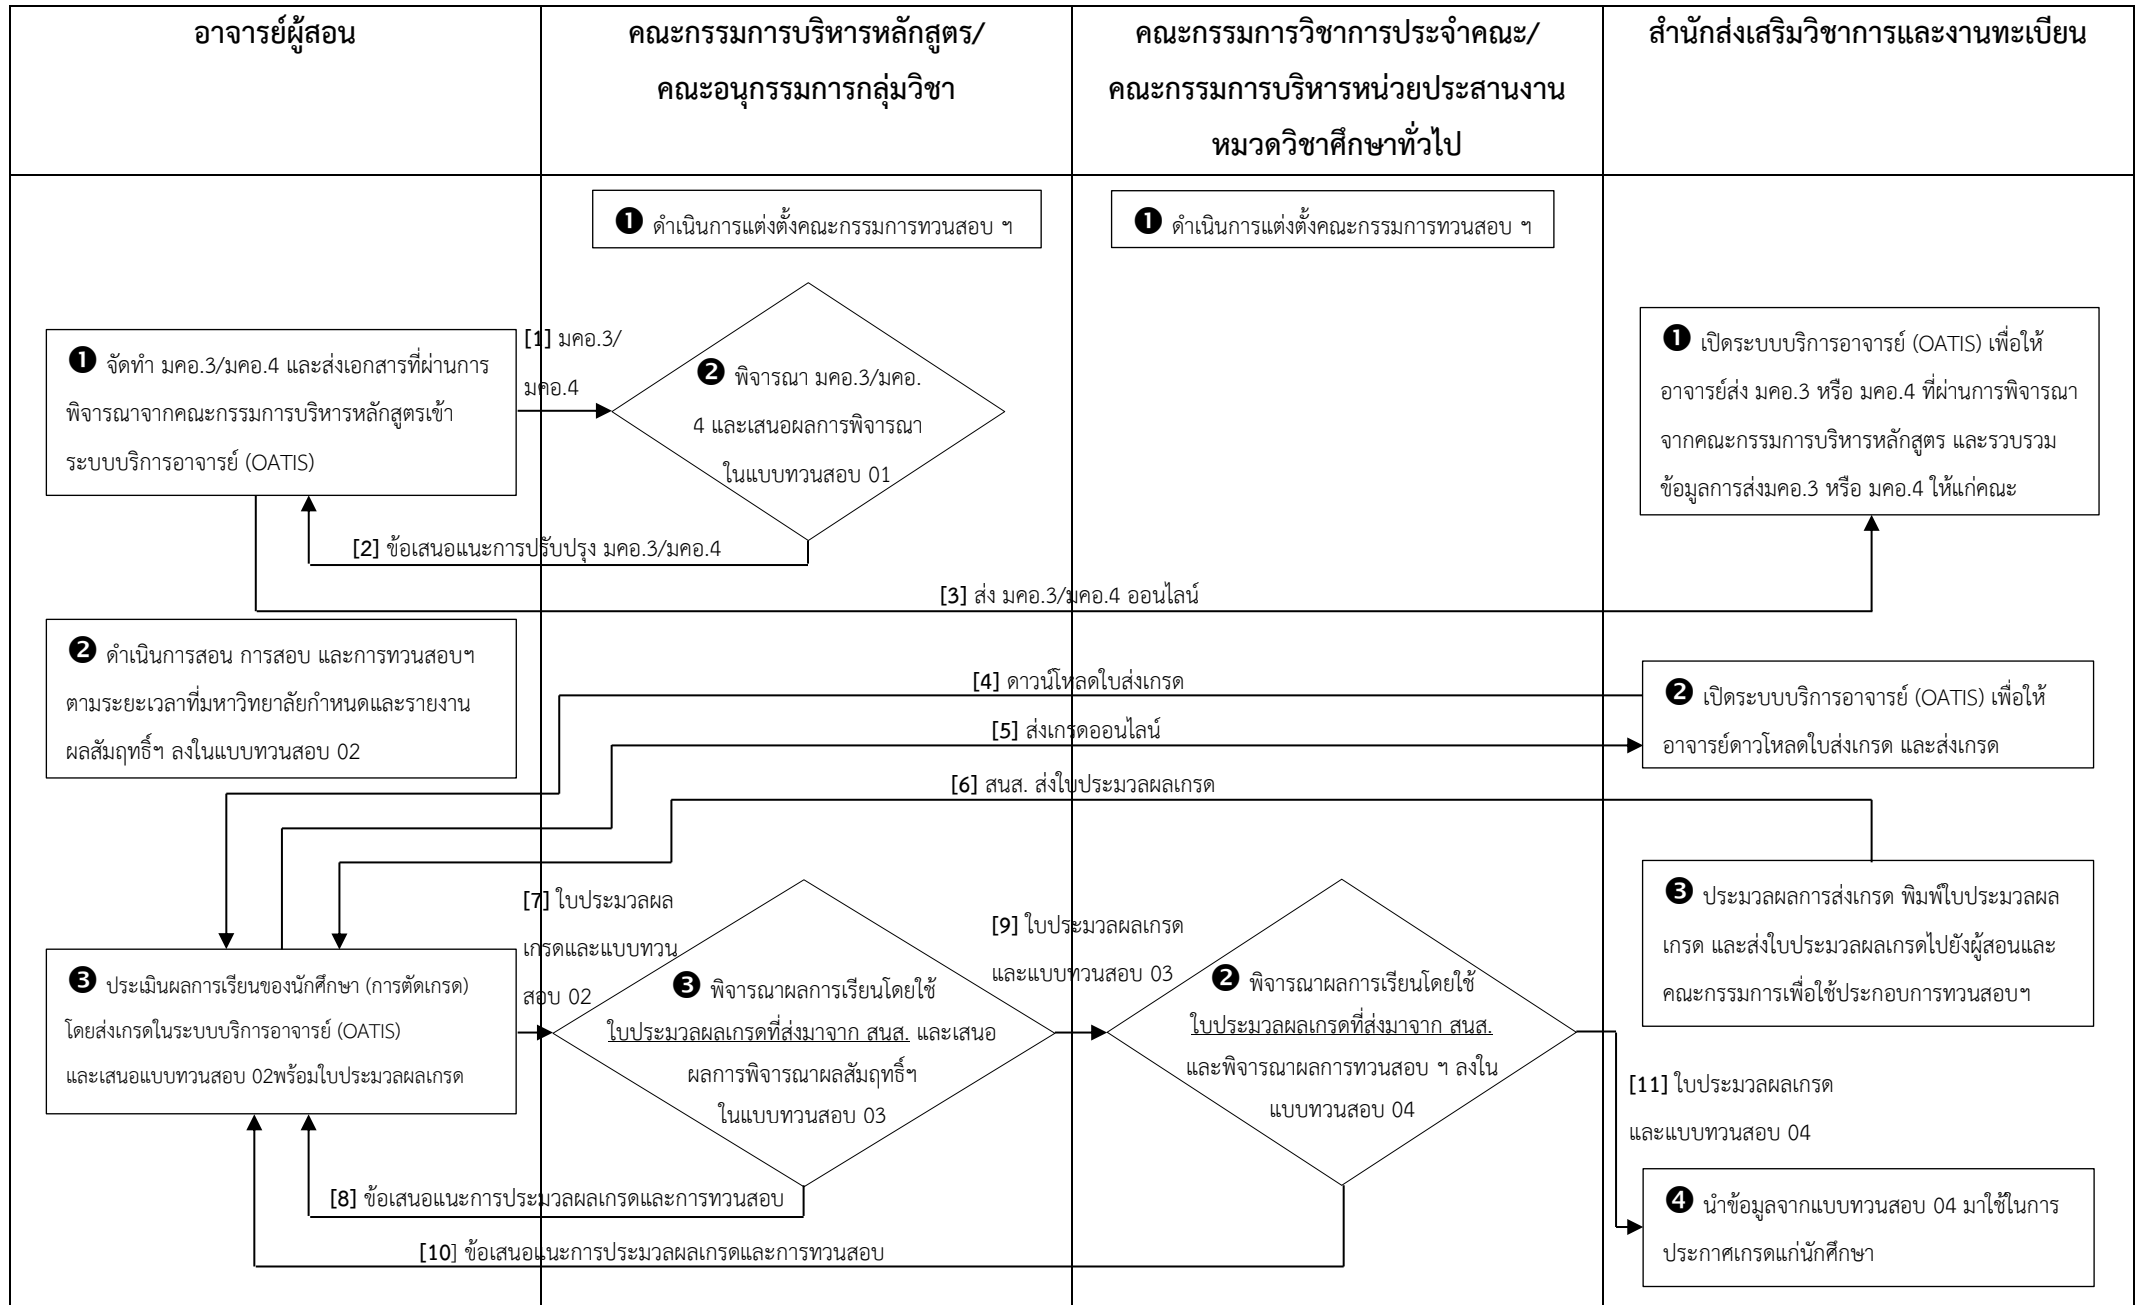 อาจารย์ผู้สอน
คณะกรรมการบริหารหลักสูตร/
คณะอนุกรรมการกลุ่มวิชา
คณะกรรมการวิชาการประจำคณะ/
คณะกรรมการบริหารหน่วยประสานงาน
หมวดวิชาศึกษาทั่วไป
สำนักส่งเสริมวิชาการและงานทะเบียน
❶ ดำเนินการแต่งตั้งคณะกรรมการทวนสอบ ฯ
❶ ดำเนินการแต่งตั้งคณะกรรมการทวนสอบ ฯ
❶ จัดทำ มคอ.3/มคอ.4 และส่งเอกสารที่ผ่านการ
พิจารณาจากคณะกรรมการบริหารหลักสูตรเข้า
ระบบบริการอาจารย์ (OATIS)
[1] มคอ.3/
มคอ.4
❷ พิจารณา มคอ.3/มคอ.
4 และเสนอผลการพิจารณา
ในแบบทวนสอบ 01
❶ เปิดระบบบริการอาจารย์ (OATIS) เพื่อให้
อาจารย์ส่ง มคอ.3 หรือ มคอ.4 ที่ผ่านการพิจารณา
จากคณะกรรมการบริหารหลักสูตร และรวบรวม
ข้อมูลการส่งมคอ.3 หรือ มคอ.4 ให้แก่คณะ
[2] ข้อเสนอแนะการปรับปรุง มคอ.3/มคอ.4
[3] ส่ง มคอ.3/มคอ.4 ออนไลน์
❷ ดำเนินการสอน การสอบ และการทวนสอบฯ
ตามระยะเวลาที่มหาวิทยาลัยกำหนดและรายงาน
ผลสัมฤทธิ์ฯ ลงในแบบทวนสอบ 02
[4] ดาวน์โหลดใบส่งเกรด
[5] ส่งเกรดออนไลน์
❷ เปิดระบบบริการอาจารย์ (OATIS) เพื่อให้
อาจารย์ดาวโหลดใบส่งเกรด และส่งเกรด
[6] สนส. ส่งใบประมวลผลเกรด
❸ ประมวลผลการส่งเกรด พิมพ์ใบประมวลผล
เกรด และส่งใบประมวลผลเกรดไปยังผู้สอนและ
คณะกรรมการเพื่อใช้ประกอบการทวนสอบฯ
❸ ประเมินผลการเรียนของนักศึกษา (การตัดเกรด)
โดยส่งเกรดในระบบบริการอาจารย์ (OATIS)
และเสนอแบบทวนสอบ 02พร้อมใบประมวลผลเกรด
[7] ใบประมวลผล
เกรดและแบบทวน
สอบ 02
❸ พิจารณาผลการเรียนโดยใช้
ใบประมวลผลเกรดที่ส่งมาจาก สนส. และเสนอ
ผลการพิจารณาผลสัมฤทธิ์ฯ
ในแบบทวนสอบ 03
[9] ใบประมวลผลเกรด
และแบบทวนสอบ 03
❷ พิจารณาผลการเรียนโดยใช้
ใบประมวลผลเกรดที่ส่งมาจาก สนส.
และพิจารณาผลการทวนสอบ ฯ ลงใน
แบบทวนสอบ 04
[11] ใบประมวลผลเกรด
และแบบทวนสอบ 04
[8] ข้อเสนอแนะการประมวลผลเกรดและการทวนสอบ
[10] ข้อเสนอแนะการประมวลผลเกรดและการทวนสอบ
❹ นำข้อมูลจากแบบทวนสอบ 04 มาใช้ในการ
ประกาศเกรดแก่นักศึกษา